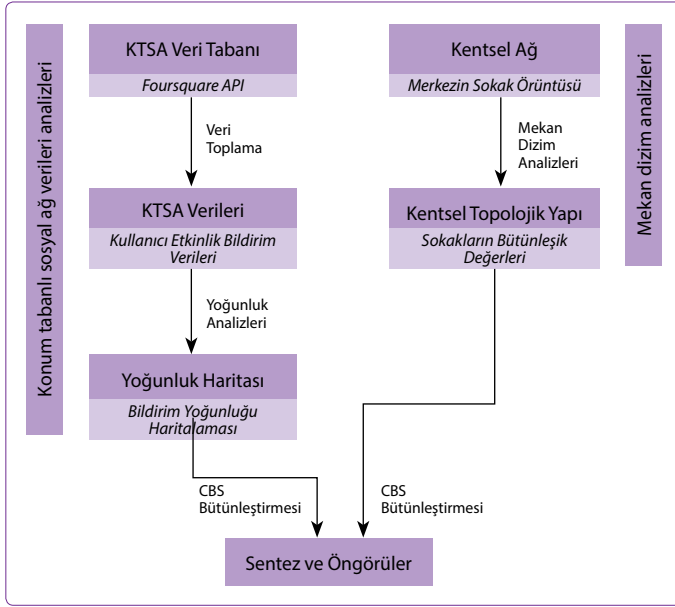 Konum tabanlı sosyal ağ verileri analizleri
KTSA Veri Tabanı
Foursquare API
Veri
Toplama
KTSA Verileri
Kullanıcı Etkinlik Bildirim
Verileri
Yoğunluk
Analizleri
Yoğunluk Haritası
Bildirim Yoğunluğu
Haritalaması
CBS
Bütünleştirmesi
Kentsel Ağ
Merkezin Sokak Örüntüsü
Mekan
Dizim
Analizleri
Kentsel Topolojik Yapı
Sokakların Bütünleşik
Değerleri
CBS
Bütünleştirmesi
Mekan dizim analizleri
Sentez ve Öngörüler